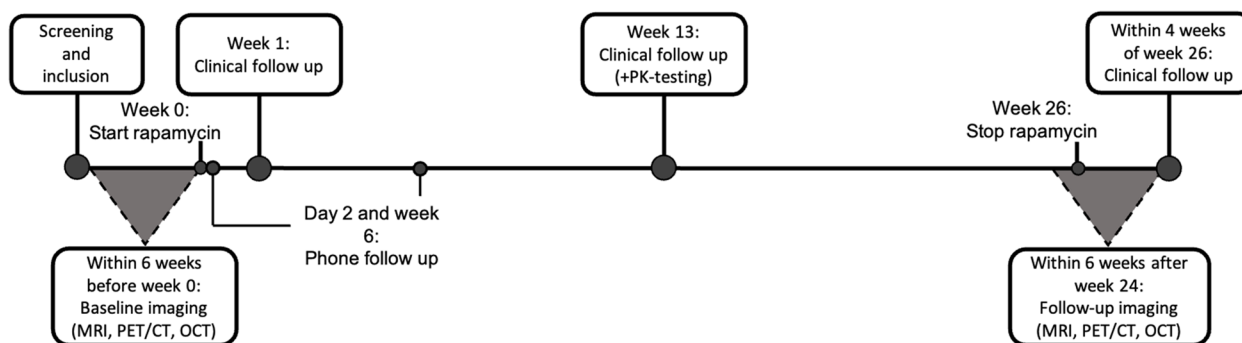 Screening
and
inclusion
Week 1:
Clinical follow up
Week 13:
Clinical follow up
(+PK-testing)
Within 4 weeks
of week 26:
Clinical follow up
Week 0:
Start rapamycin
Week 26:
Stop rapamycin
Day 2 and week
6:
Phone follow up
Within 6 weeks
before week 0:
Baseline imaging
(MRI, PET/CT, OCT)
Within 6 weeks after
week 24:
Follow-up imaging
(MRI, PET/CT, OCT)